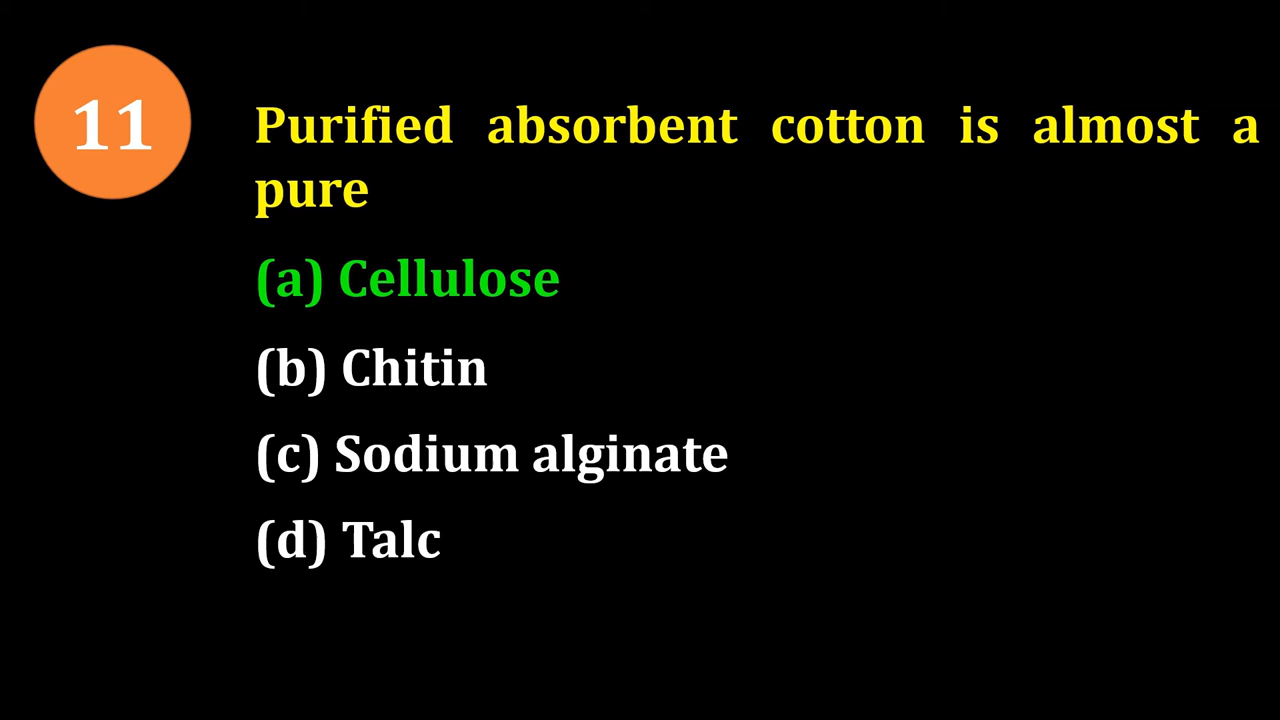 11
Purified absorbent cotton is almost a
pure
(a) Cellulose
(b) Chitin
(c) Sodium alginate
(d) Talc